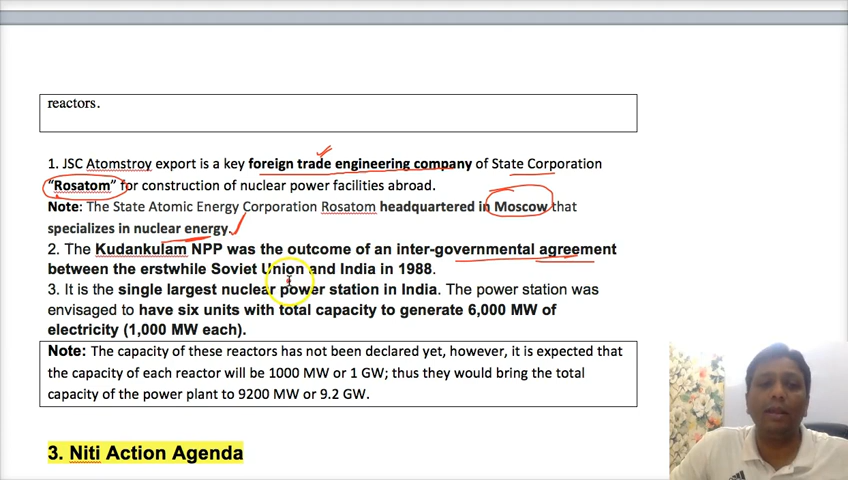 reactors.
1. JSC Atomstroy export is a key foreign trade engineering company of State Corporation
“Rosatom” for construction of nuclear power facilities abroad.
Note: The State Atomic Energy Corporation Rosatom headquartered in Moscow that
specializes in nuclear energy.
2. The Kudankulam NPP was the outcome of an inter-governmental agreement
between the erstwhile Soviet Union and India in 1988.
3. It is the single largest nuclear power station in India. The power station was
envisaged to have six units with total capacity to generate 6,000 MW of
electricity (1,000 MW each).
Note: The capacity of these reactors has not been declared yet, however, it is expected that
the capacity of each reactor will be 1000 MW or 1 GW; thus they would bring the total
capacity of the power plant to 9200 MW or 9.2 GW.
3. Niti Action Agenda